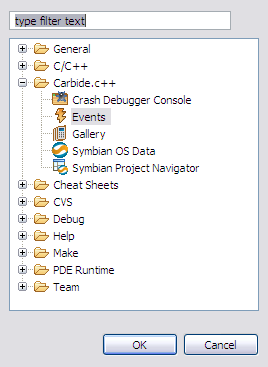 type filter text
General
C/C++
Carbide.c++
Crash Debugger Console
Events
Gallery
Symbian OS Data
Symbian Project Navigator
Cheat Sheets
CVS
Debug
Help
Make
PDE Runtime
Team
OK
Cancel